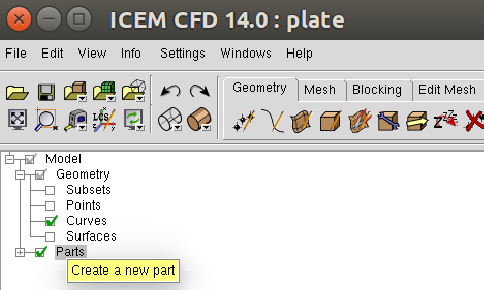 ICEM CFD 14.0 : plate
File Edit View Info Settings Windows Help
Geometry Mesh Blocking Edit Mesh
LCS
Model
Geometry
Subsets
Points
Curves
Surfaces
Parts
Create a new part